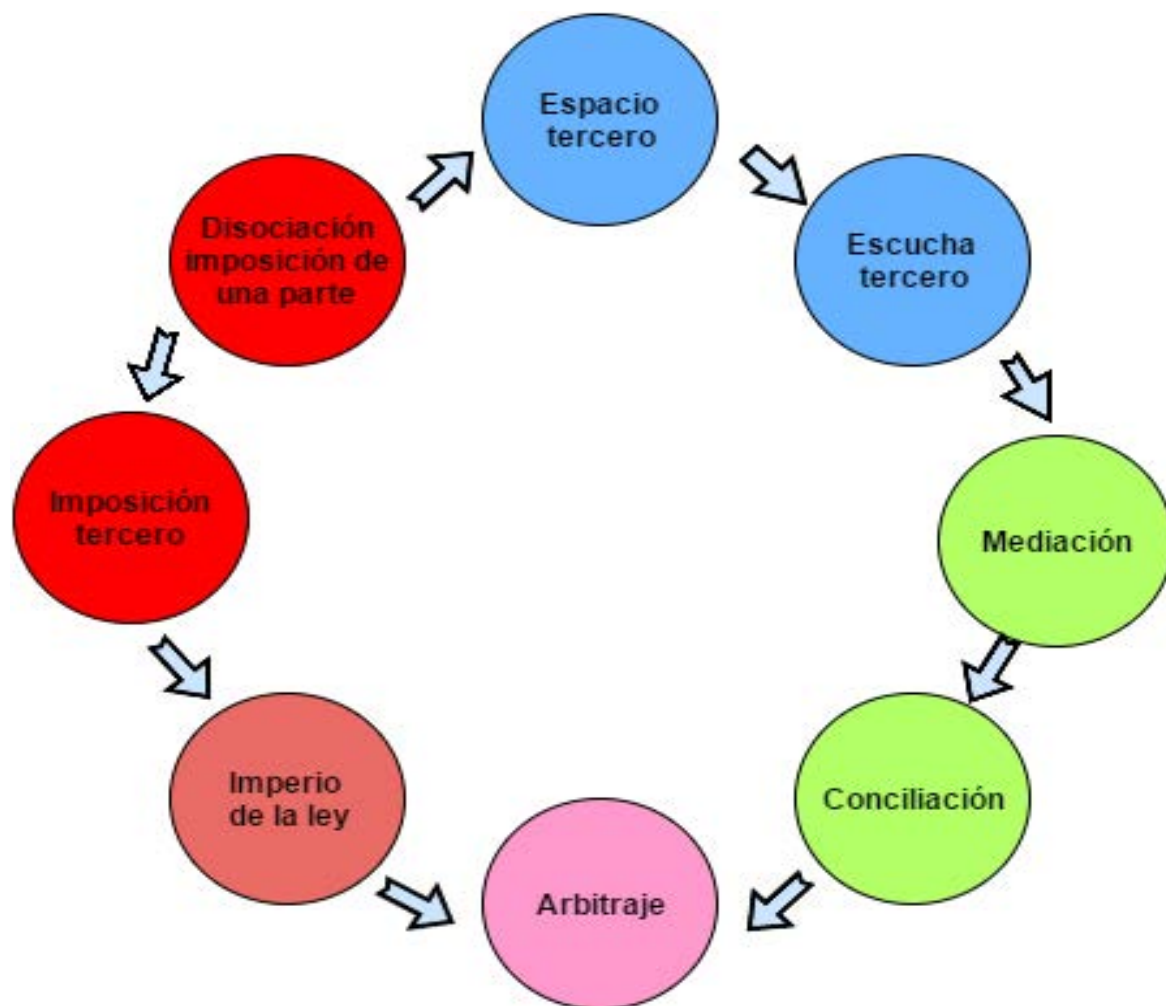 Espacio
tercero
Disociación
imposición de
una parte
Escucha
tercero
Imposición
tercero
Mediación
Imperio
de la ley
Conciliación
Arbitraje